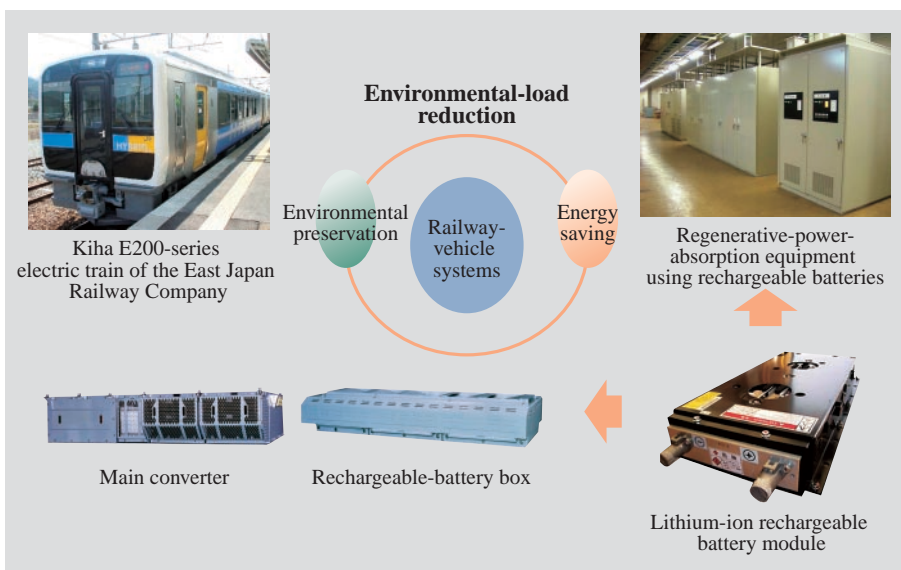 Environmental-load
reduction
Environmental
preservation
Railway-
vehicle
systems
Energy
saving
HYBRID
Kiha E200-series
electric train of the East Japan
Railway Company
Regenerative-power-
absorption equipment
using rechargeable batteries
Main converter
Rechargeable-battery box
Lithium-ion rechargeable
battery module